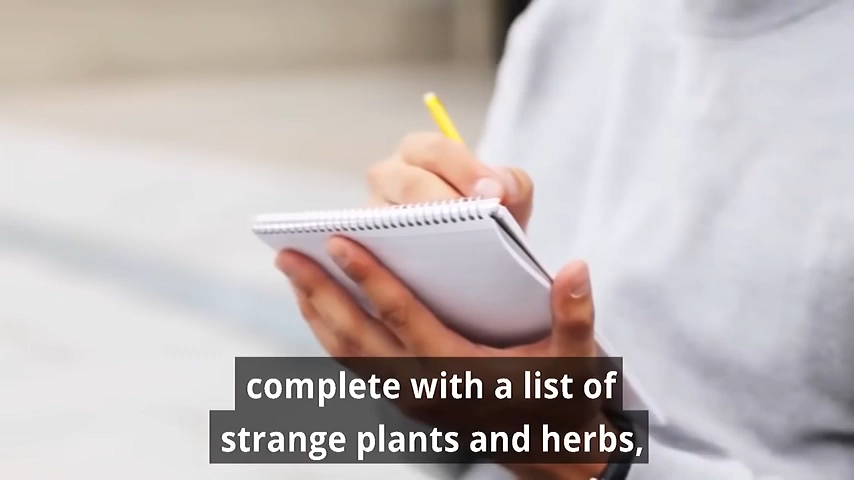 complete with a list of
strange plants and herbs,